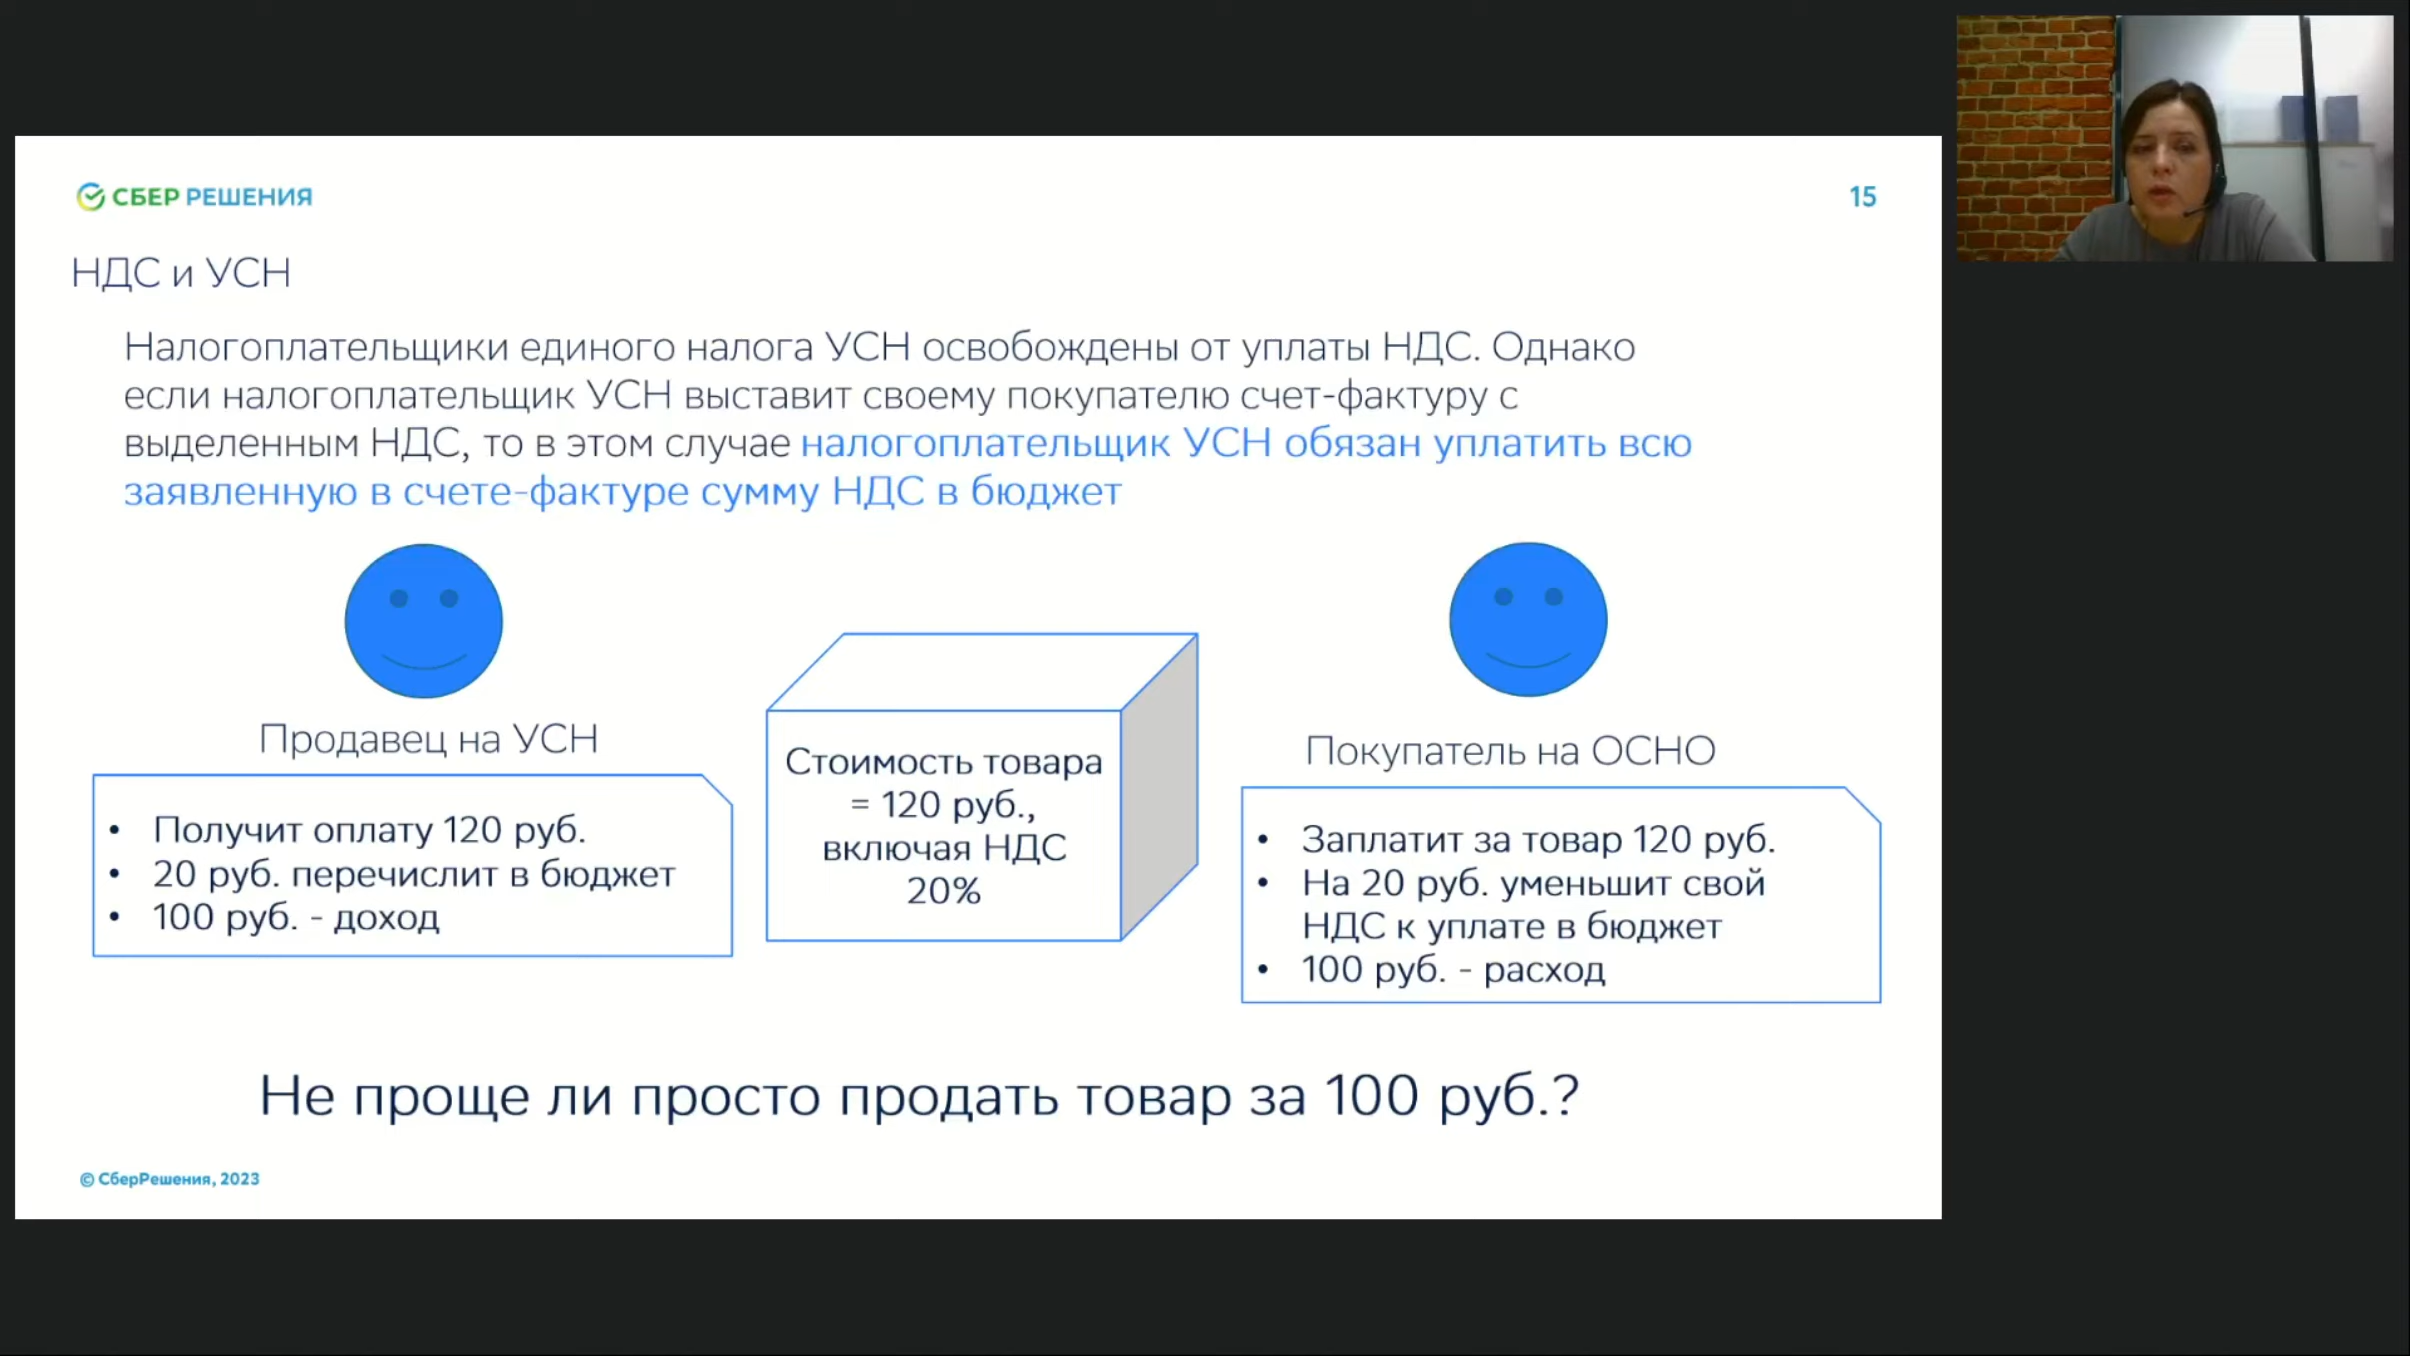 СБЕР РЕШЕНИЯ
15
НДС и УСН
Налогоплательщики единого налога УСН освобождены от уплаты НДС. Однако
если налогоплательщик УСН выставит своему покупателю счет-фактуру с
выделенным НДС, то в этом случае налогоплательщик УСН обязан уплатить всю
заявленную в счете-фактуре сумму НДС в бюджет
Продавец на УСН
• Получит оплату 120 руб.
• 20 руб. перечислит в бюджет
• 100 руб. - доход
Стоимость товара
= 120 руб.,
включая НДС
20%
Покупатель на ОСНО
• Заплатит за товар 120 руб.
• На 20 руб. уменьшит свой
НДС к уплате в бюджет
• 100 руб. - расход
Не проще ли просто продать товар за 100 руб.?
© СберРешения, 2023